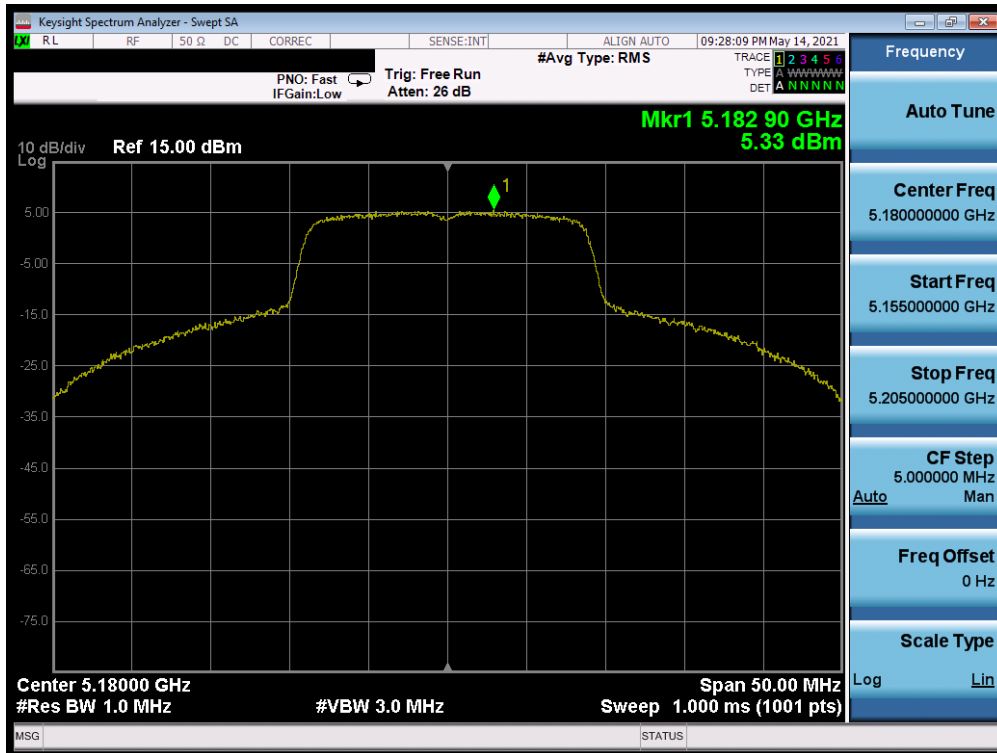 Keysight Spectrum Analyzer - Swept SA
LXI RL RF 50 Ω DC CORREC SENSE:INT ALIGN AUTO 09:28:09 PM May 14, 2021
PNO: Fast
IFGain:Low
Trig: Free Run
Atten: 26 dB
#Avg Type: RMS
TRACE 1 2 3 4 5 6
TYPE A WWWWW
DET A N N N N N
Mkr1 5.182 90 GHz
5.33 dBm
10 dB/div Ref 15.00 dBm
Log
1
5.00
-5.00
-15.0
-25.0
-35.0
-45.0
-55.0
-65.0
-75.0
Center 5.18000 GHz Span 50.00 MHz
#Res BW 1.0 MHz #VBW 3.0 MHz Sweep 1.000 ms (1001 pts)
MSG STATUS
Frequency
Auto Tune
Center Freq
5.180000000 GHz
Start Freq
5.155000000 GHz
Stop Freq
5.205000000 GHz
CF Step
5.000000 MHz
Auto Man
Freq Offset
0 Hz
Scale Type
Log Lin